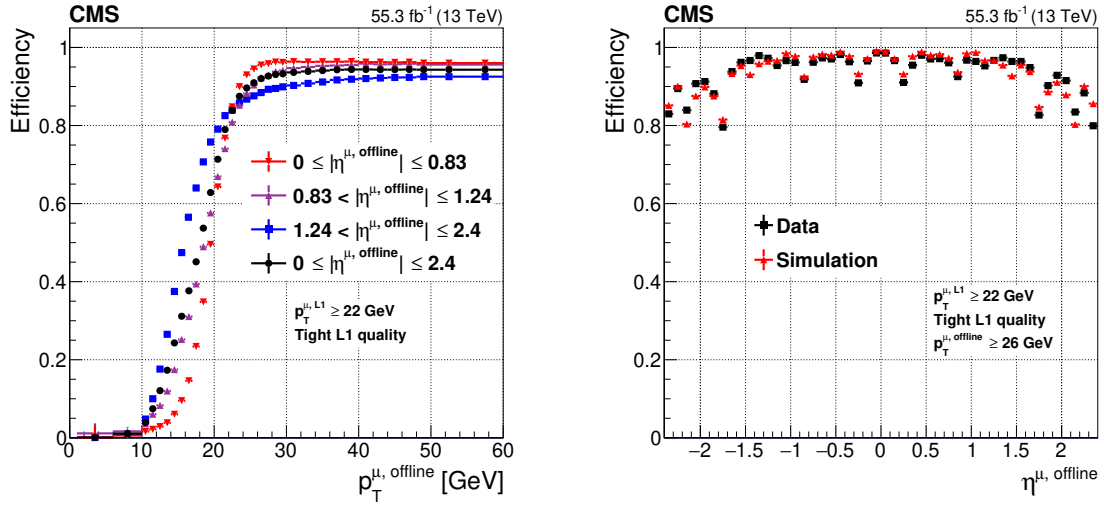 CMS 55.3 fb⁻¹ (13 TeV)
Efficiency
1
0.8
0.6
0.4
0.2
0
0 ≤ |η^{μ, offline}| ≤ 0.83
0.83 < |η^{μ, offline}| ≤ 1.24
1.24 < |η^{μ, offline}| ≤ 2.4
0 ≤ |η^{μ, offline}| ≤ 2.4
p_T^{μ, L1} ≥ 22 GeV
Tight L1 quality
0 10 20 30 40 50 60
p_T^{μ, offline} [GeV]
CMS 55.3 fb⁻¹ (13 TeV)
Efficiency
1
0.8
0.6
0.4
0.2
0
Data
Simulation
p_T^{μ, L1} ≥ 22 GeV
Tight L1 quality
p_T^{μ, offline} ≥ 26 GeV
−2 −1.5 −1 −0.5 0 0.5 1 1.5 2
η^{μ, offline}